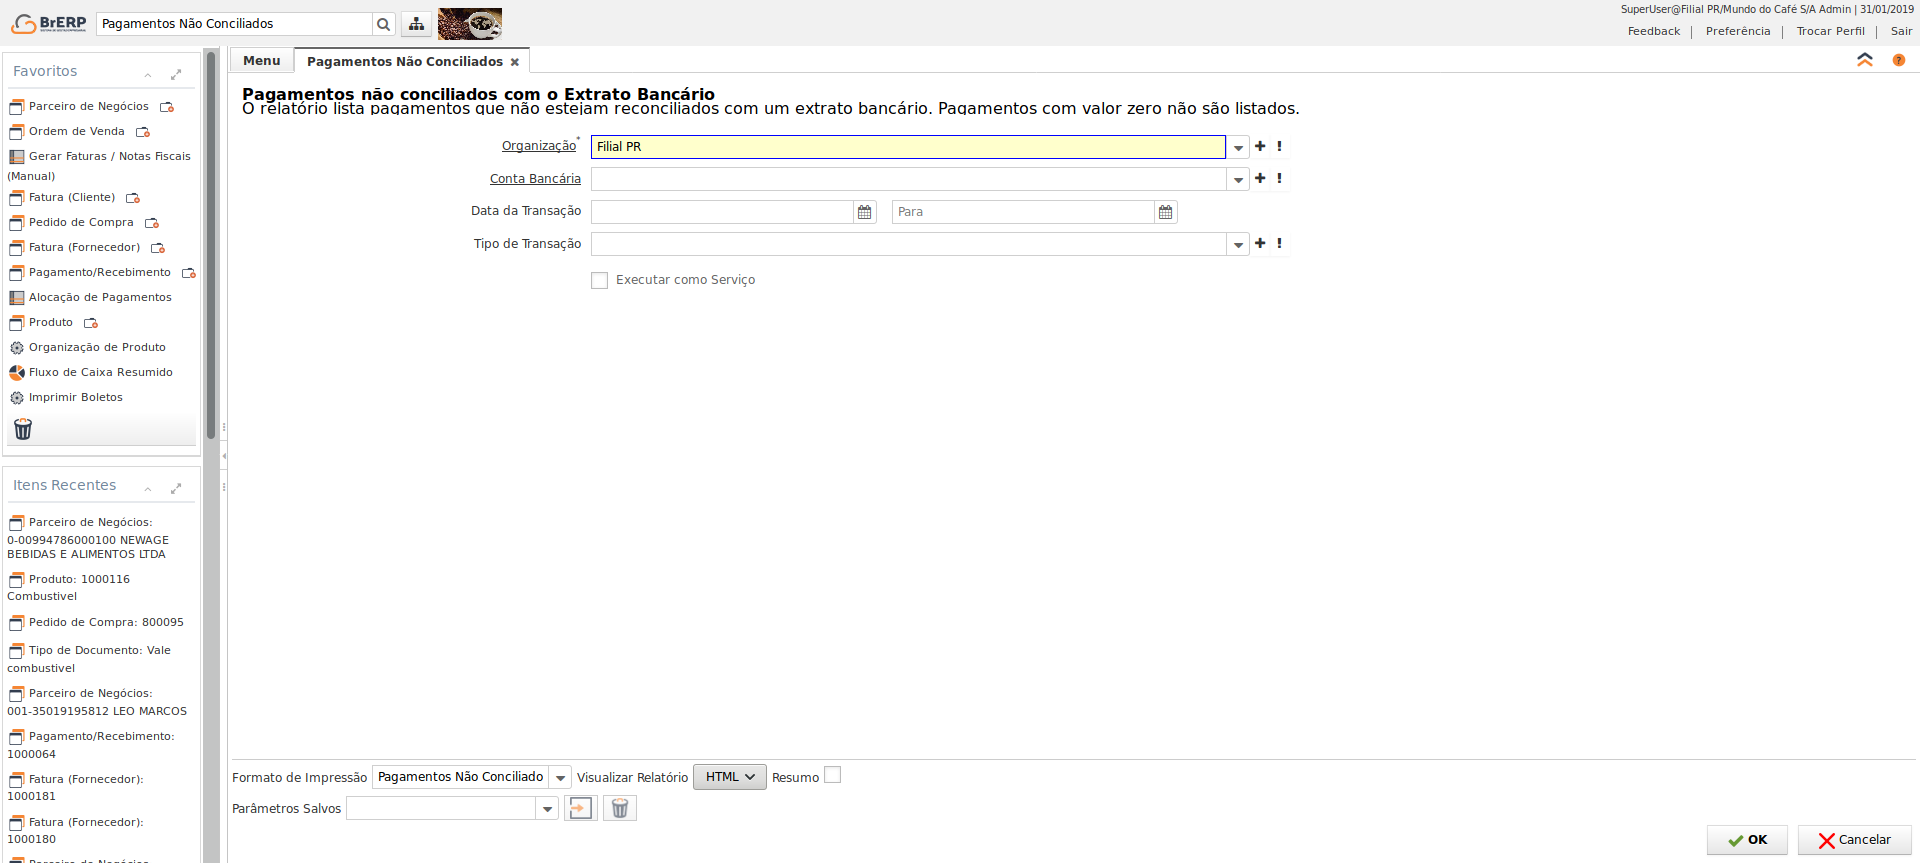 BrERP
Pagamentos Não Conciliados
SuperUser@Filial PR/Mundo do Café S/A Admin | 31/01/2019
Feedback | Preferência | Trocar Perfil | Sair
Favoritos
Parceiro de Negócios
Ordem de Venda
Gerar Faturas / Notas Fiscais
(Manual)
Fatura (Cliente)
Pedido de Compra
Fatura (Fornecedor)
Pagamento/Recebimento
Alocação de Pagamentos
Produto
Organização de Produto
Fluxo de Caixa Resumido
Imprimir Boletos
Itens Recentes
Parceiro de Negócios:
0-00994786000100 NEWAGE
BEBIDAS E ALIMENTOS LTDA
Produto: 1000116
Combustivel
Pedido de Compra: 800095
Tipo de Documento: Vale
combustivel
Parceiro de Negócios:
001-35019195812 LEO MARCOS
Pagamento/Recebimento:
1000064
Fatura (Fornecedor):
1000181
Fatura (Fornecedor):
1000180
Menu
Pagamentos Não Conciliados
Pagamentos não conciliados com o Extrato Bancário
O relatório lista pagamentos que não estejam reconciliados com um extrato bancário. Pagamentos com valor zero não são listados.
Organização* Filial PR
Conta Bancária
Data da Transação Para
Tipo de Transação
Executar como Serviço
Formato de Impressão Pagamentos Não Conciliado Visualizar Relatório HTML Resumo
Parâmetros Salvos
OK Cancelar